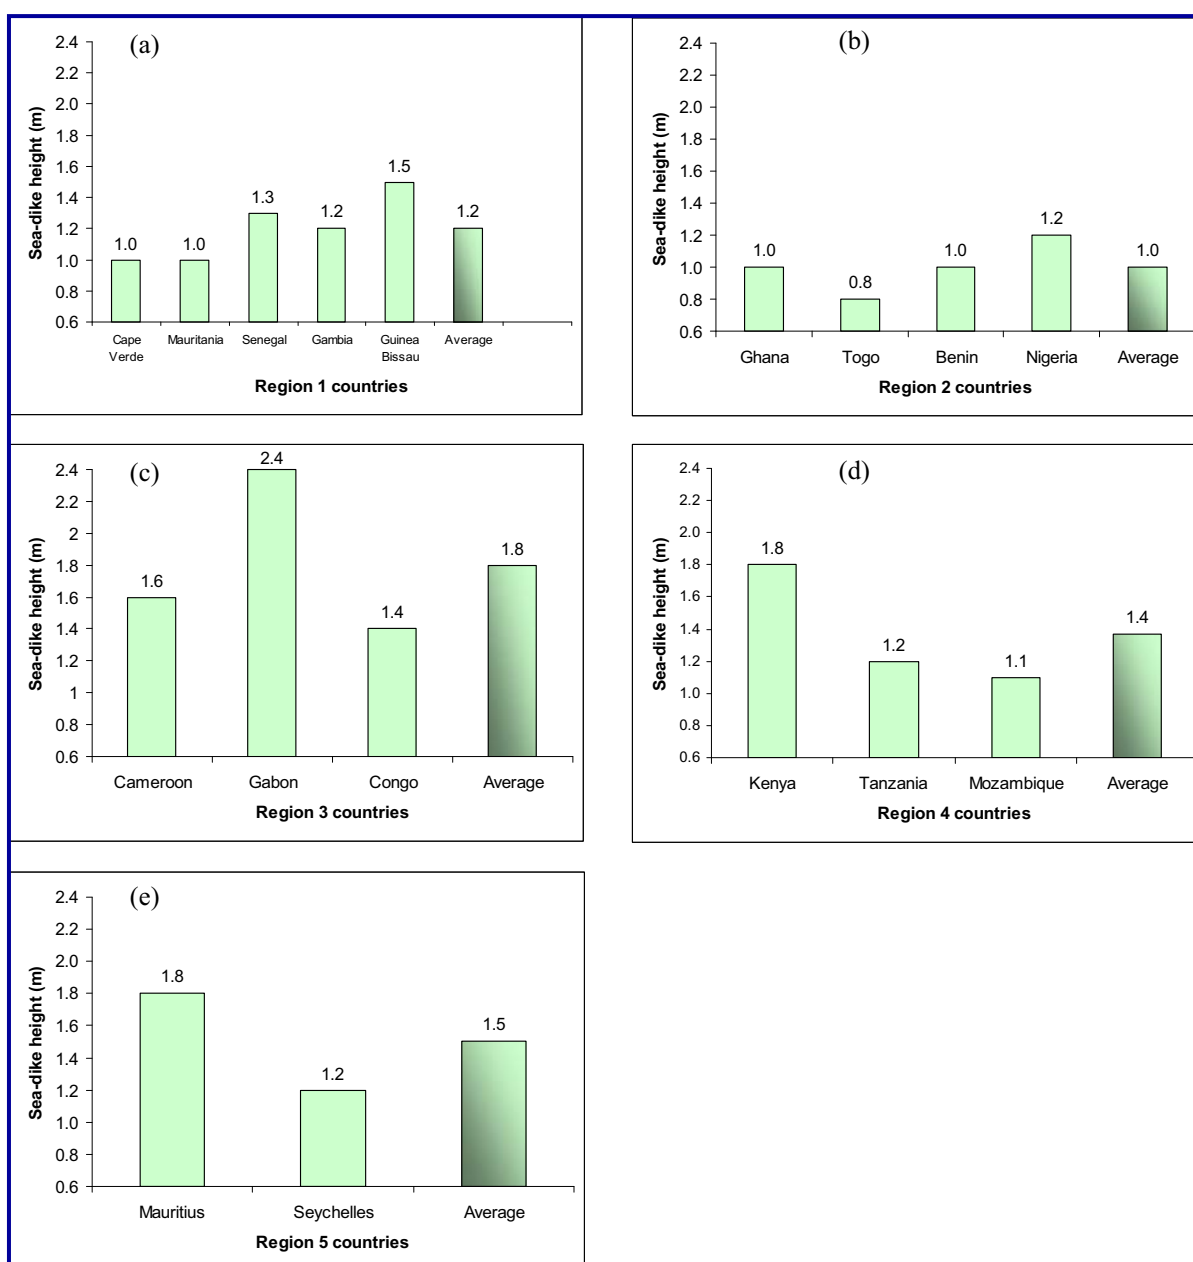 (a)
Sea-dike height (m)
2.4
2.2
2.0
1.8
1.6
1.4
1.2
1.0
0.8
0.6
1.0
1.0
1.3
1.2
1.5
1.2
Cape Verde
Mauritania
Senegal
Gambia
Guinea Bissau
Average
Region 1 countries
(b)
Sea-dike height (m)
2.4
2.2
2.0
1.8
1.6
1.4
1.2
1.0
0.8
0.6
1.0
0.8
1.0
1.2
1.0
Ghana
Togo
Benin
Nigeria
Average
Region 2 countries
(c)
Sea-dike height (m)
2.4
2.2
2
1.8
1.6
1.4
1.2
1
0.8
0.6
1.6
2.4
1.4
1.8
Cameroon
Gabon
Congo
Average
Region 3 countries
(d)
Sea-dike height (m)
2.4
2.2
2.0
1.8
1.6
1.4
1.2
1.0
0.8
0.6
1.8
1.2
1.1
1.4
Kenya
Tanzania
Mozambique
Average
Region 4 countries
(e)
Sea-dike height (m)
2.4
2.2
2.0
1.8
1.6
1.4
1.2
1.0
0.8
0.6
1.8
1.2
1.5
Mauritius
Seychelles
Average
Region 5 countries